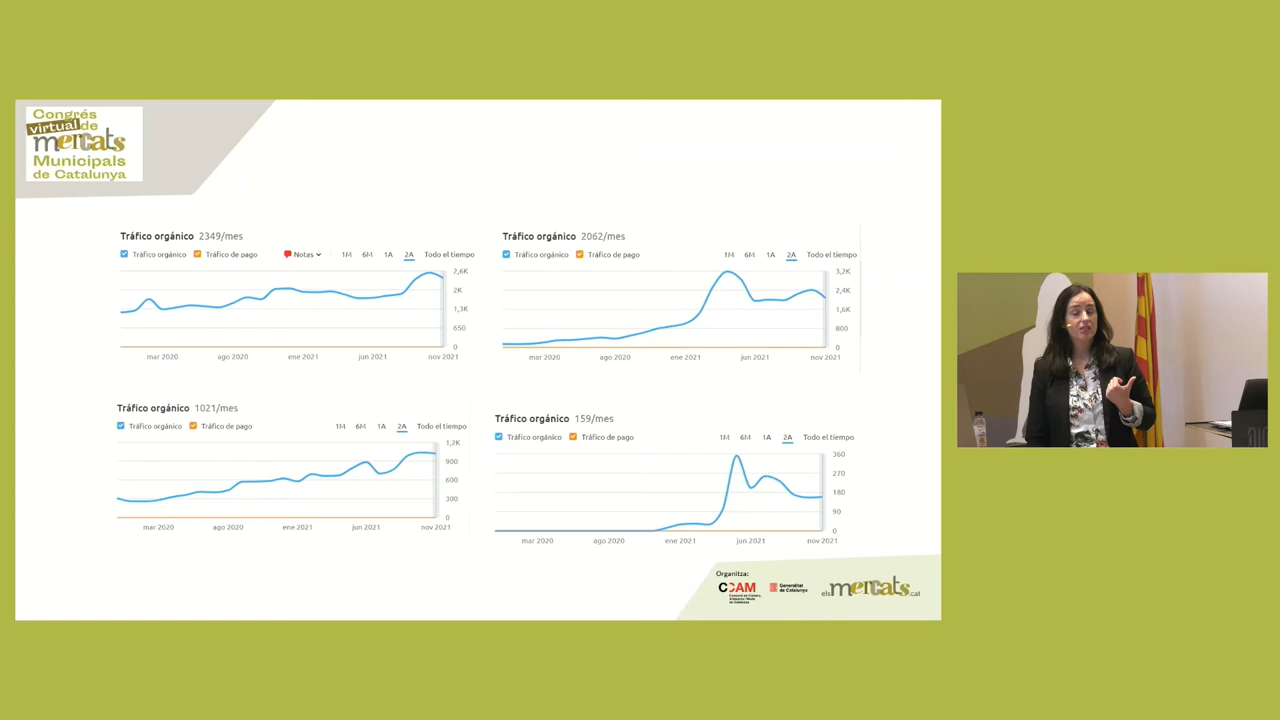 Congrés
virtual de
mercats
Municipals
de Catalunya
Tráfico orgánico 2349/mes
Tráfico orgánico Tráfico de pago Notas 1M 6M 1A 2A Todo el tiempo
2,6K
2K
1,3K
650
0
mar 2020 ago 2020 ene 2021 jun 2021 nov 2021
Tráfico orgánico 2062/mes
Tráfico orgánico Tráfico de pago 1M 6M 1A 2A Todo el tiempo
3,2K
2,4K
1,6K
800
0
mar 2020 ago 2020 ene 2021 jun 2021 nov 2021
Tráfico orgánico 1021/mes
Tráfico orgánico Tráfico de pago 1M 6M 1A 2A Todo el tiempo
1,2K
900
600
300
0
mar 2020 ago 2020 ene 2021 jun 2021 nov 2021
Tráfico orgánico 159/mes
Tráfico orgánico Tráfico de pago 1M 6M 1A 2A Todo el tiempo
360
270
180
90
0
mar 2020 ago 2020 ene 2021 jun 2021 nov 2021
Organitza:
CCAM
Consorci de Comerç,
Artesania i Moda
de Catalunya
Generalitat
de Catalunya
elsmercats.cat